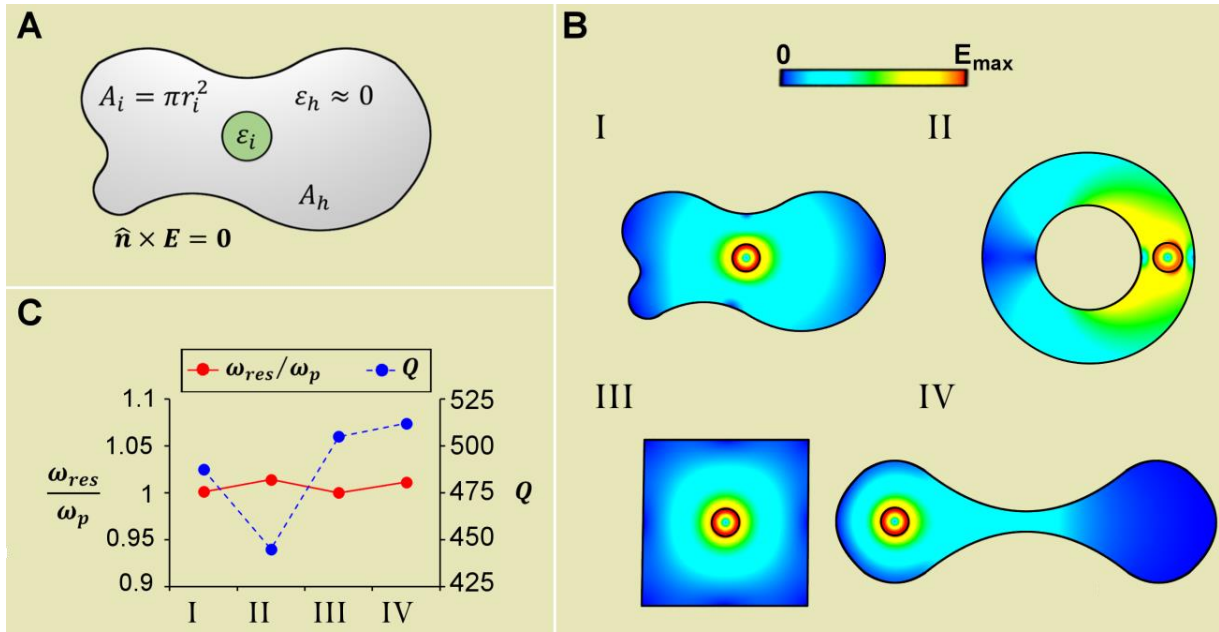 A
A_i = πr_i^2
ε_h ≈ 0
ε_i
A_h
n̂ × E = 0
B
0
E_max
I
II
III
IV
C
ω_res/ω_p
Q
1.1
1.05
1
0.95
0.9
ω_res
ω_p
525
500
475
450
425
Q
I
II
III
IV